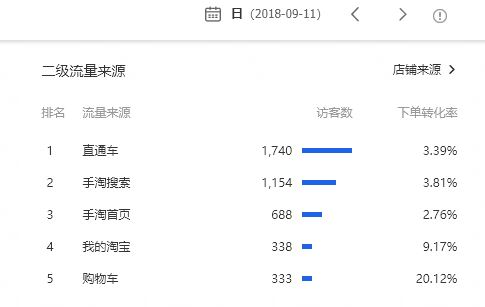 日 (2018-09-11)
二级流量来源 店铺来源
排名 流量来源 访客数 下单转化率
1 直通车 1,740 3.39%
2 手淘搜索 1,154 3.81%
3 手淘首页 688 2.76%
4 我的淘宝 338 9.17%
5 购物车 333 20.12%